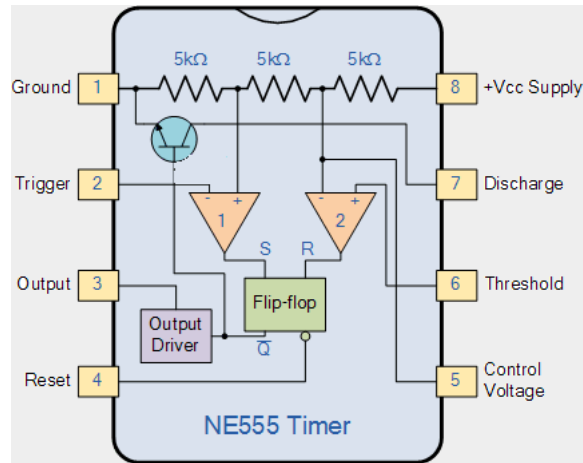 5kΩ 5kΩ 5kΩ
Ground 1
8 +Vcc Supply
Trigger 2
- +
- +
7 Discharge
1
2
S R
Output 3
Flip-flop
6 Threshold
Output
Driver
Q̅
Reset 4
5 Control
Voltage
NE555 Timer